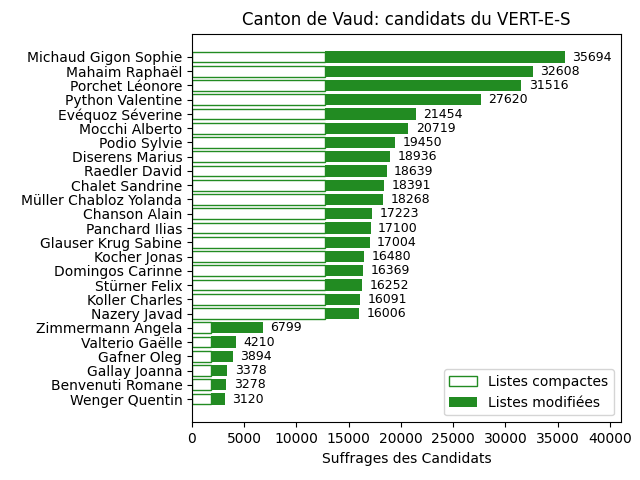 Canton de Vaud: candidats du VERT-E-S
Michaud Gigon Sophie 35694
Mahaim Raphaël 32608
Porchet Léonore 31516
Python Valentine 27620
Evéquoz Séverine 21454
Mocchi Alberto 20719
Podio Sylvie 19450
Diserens Marius 18936
Raedler David 18639
Chalet Sandrine 18391
Müller Chabloz Yolanda 18268
Chanson Alain 17223
Panchard Ilias 17100
Glauser Krug Sabine 17004
Kocher Jonas 16480
Domingos Carinne 16369
Stürner Felix 16252
Koller Charles 16091
Nazery Javad 16006
Zimmermann Angela 6799
Valterio Gaëlle 4210
Gafner Oleg 3894
Gallay Joanna 3378
Benvenuti Romane 3278
Wenger Quentin 3120
Listes compactes
Listes modifiées
0 5000 10000 15000 20000 25000 30000 35000 40000
Suffrages des Candidats